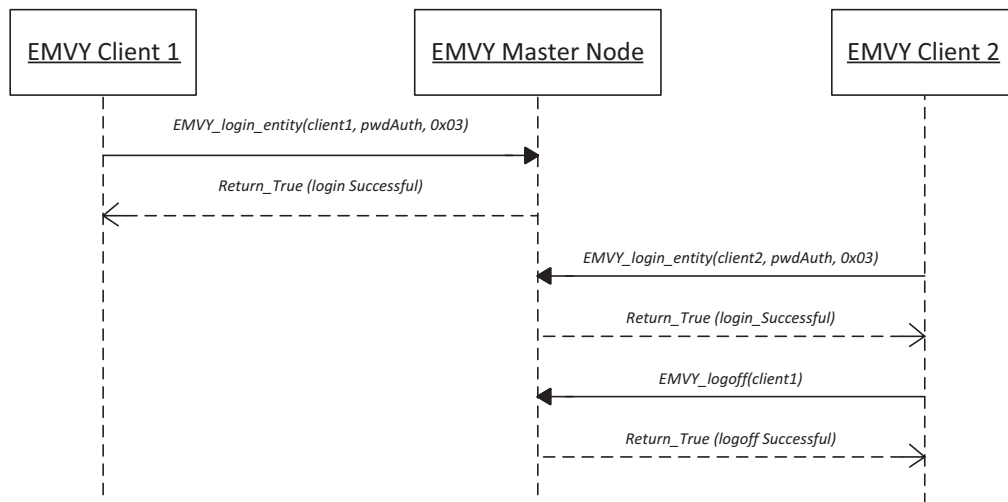 EMVY Client 1
EMVY Master Node
EMVY Client 2
EMVY_login_entity(client1, pwdAuth, 0x03)
Return_True (login Successful)
EMVY_login_entity(client2, pwdAuth, 0x03)
Return_True (login_Successful)
EMVY_logoff(client1)
Return_True (logoff Successful)